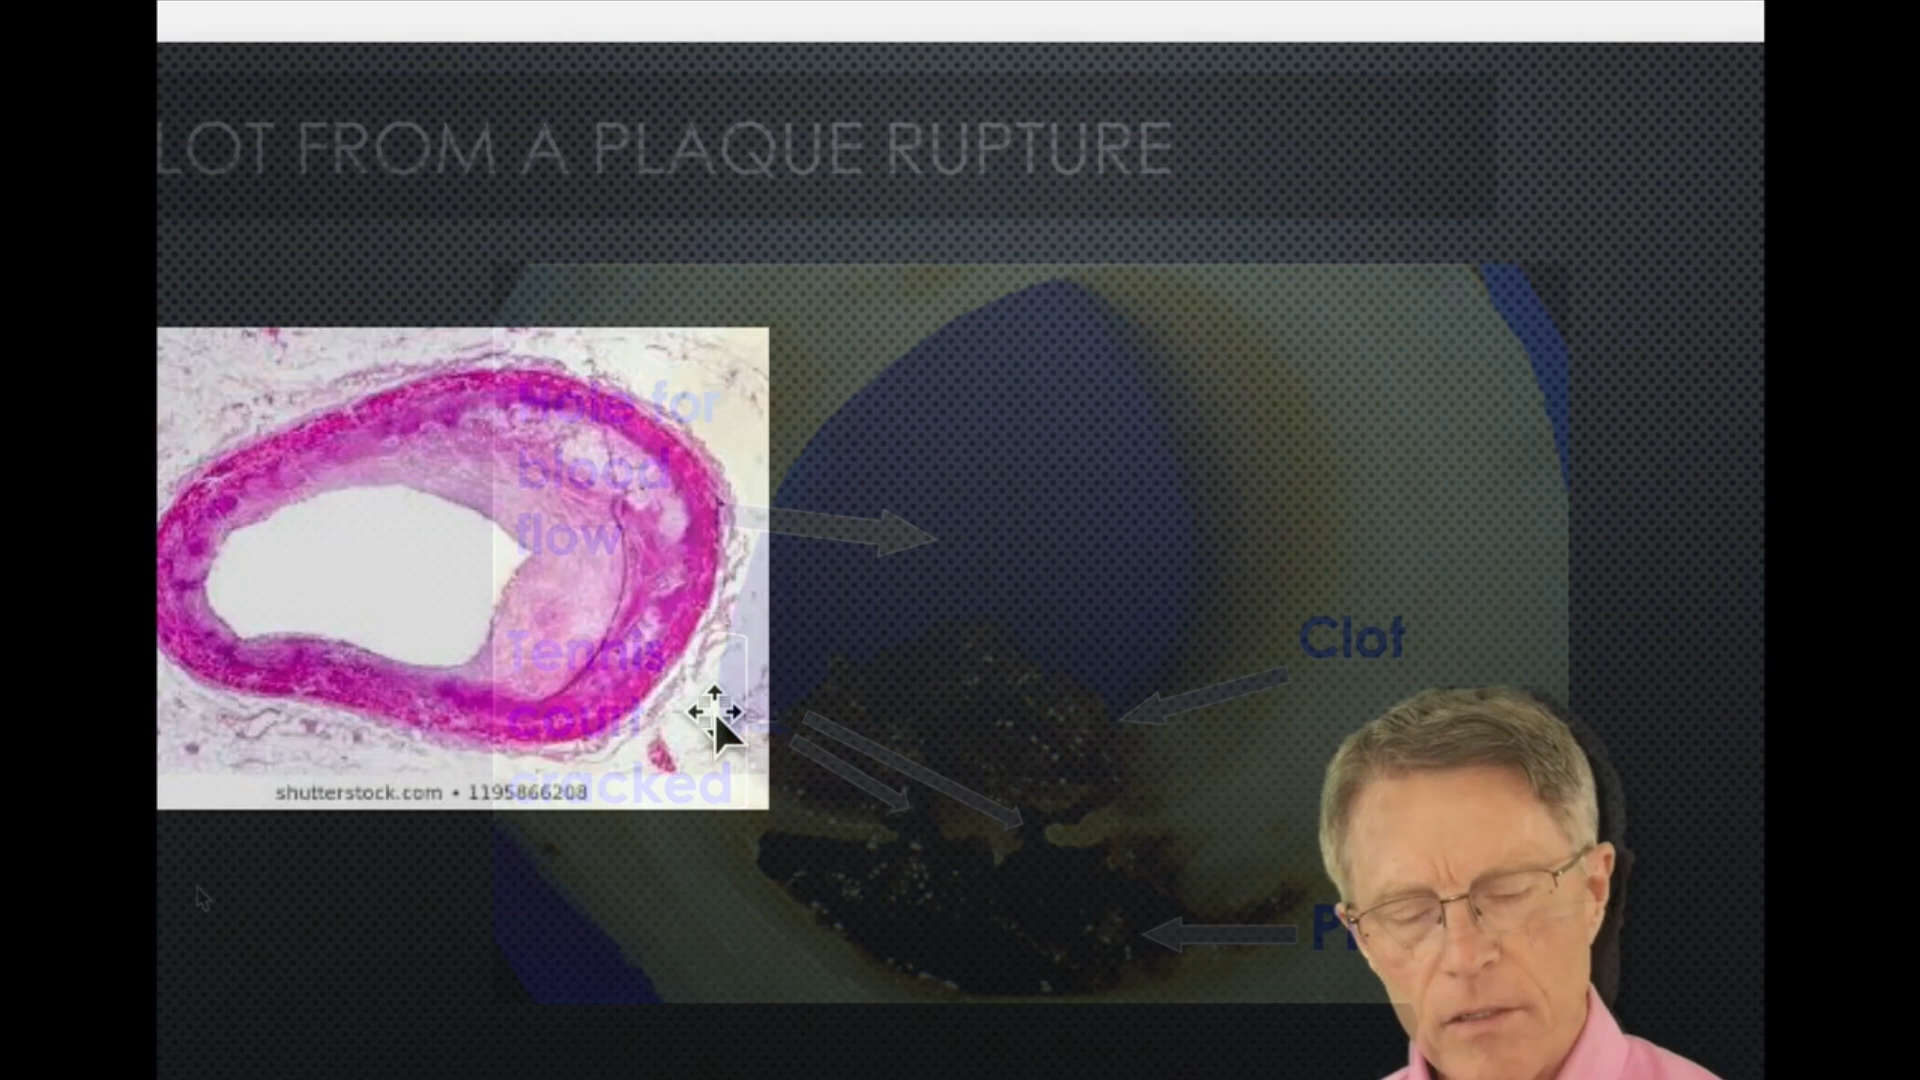 LOT FROM A PLAQUE RUPTURE
Hole for
blood
flow
Tennis
court
cracked
shutterstock.com • 1195866208
Clot